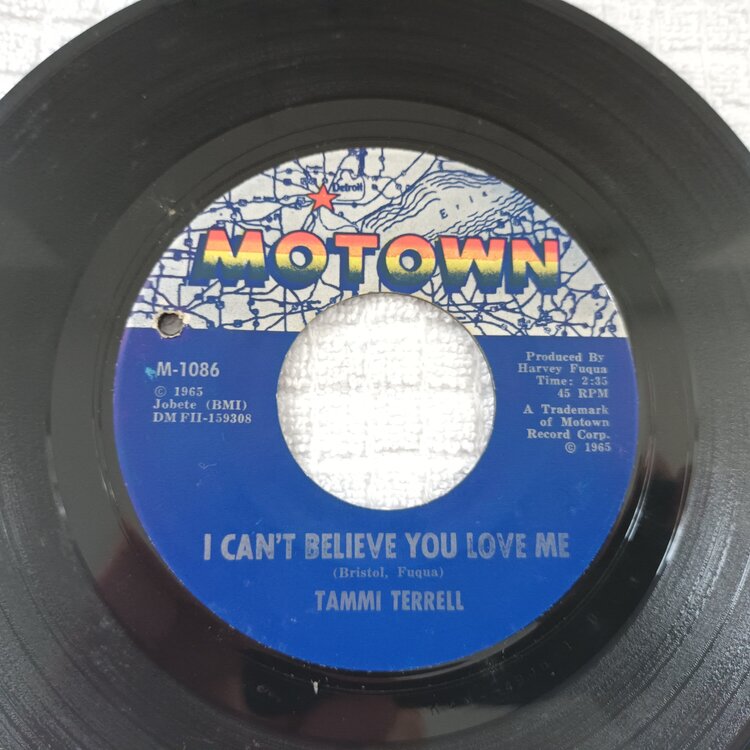 Detroit
Erie
MOTOWN
M-1086
© 1965
Jobete (BMI)
DM FII-159308
Produced By
Harvey Fuqua
Time: 2:35
45 RPM
A Trademark
of Motown
Record Corp.
© 1965
I CAN'T BELIEVE YOU LOVE ME
(Bristol, Fuqua)
TAMMI TERRELL